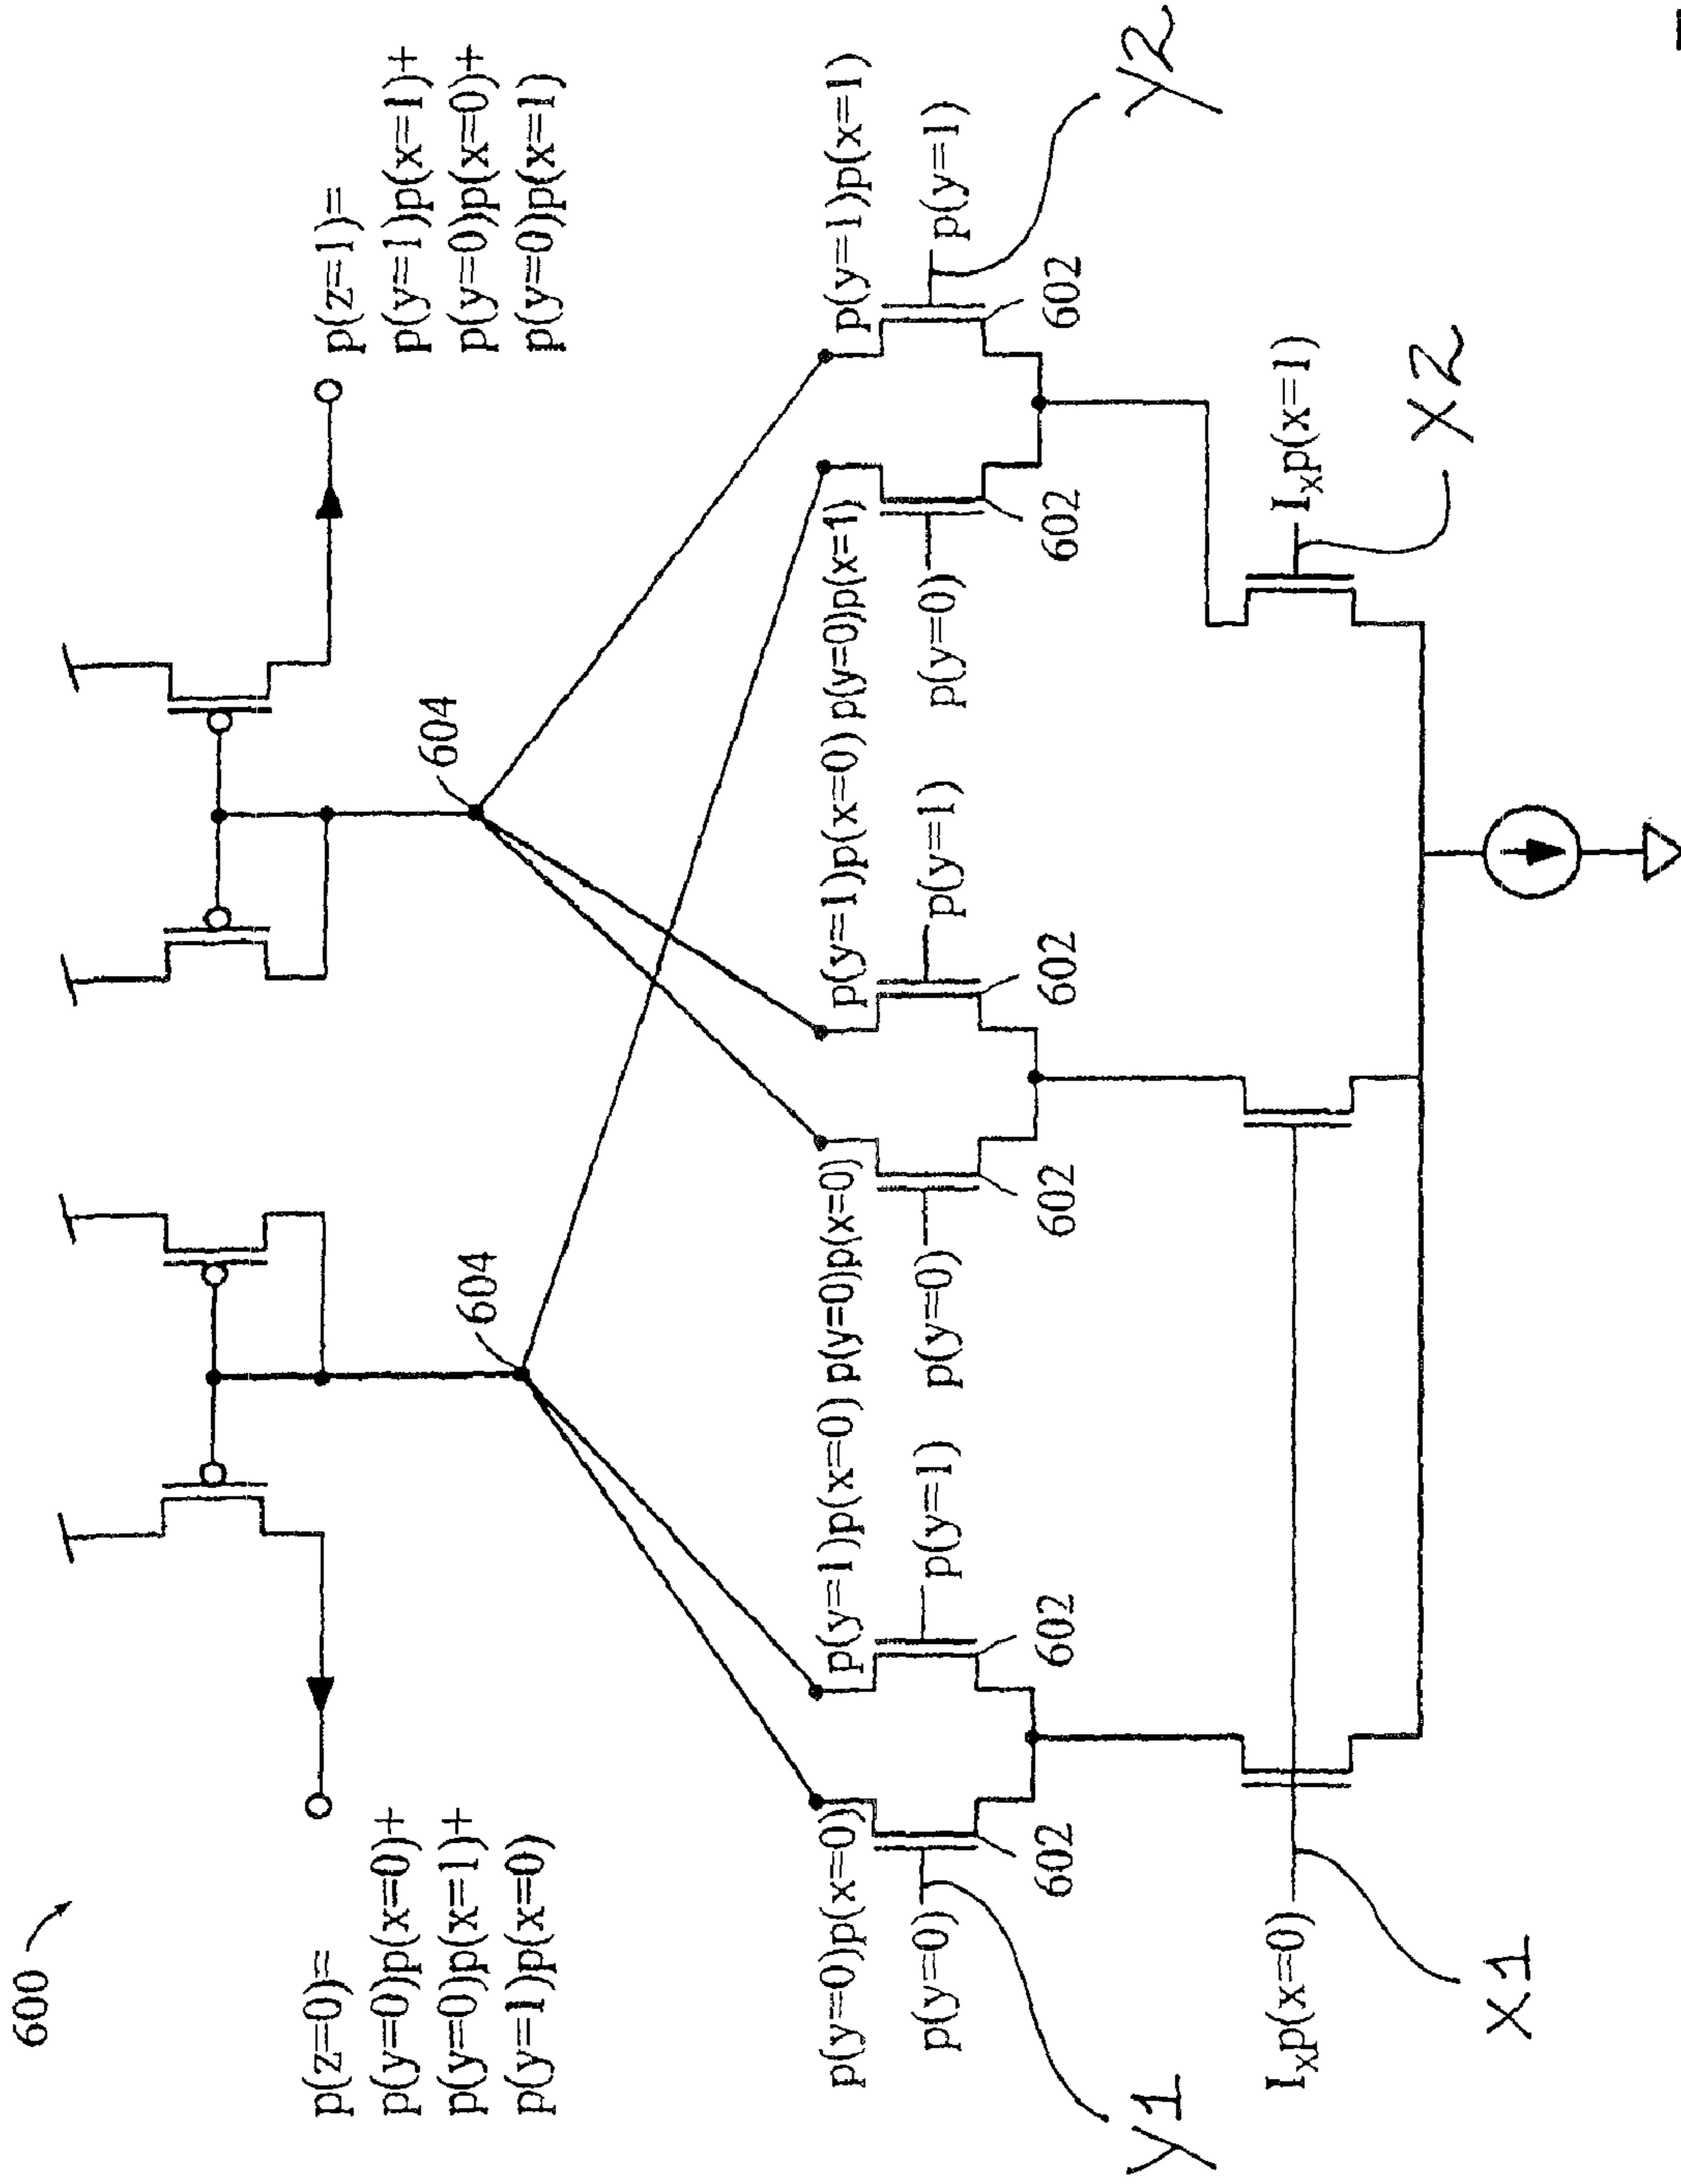 600
p(z=0)=
p(y=0)p(x=0)+
p(y=0)p(x=1)+
p(y=1)p(x=0)
p(z=1)=
p(y=1)p(x=1)+
p(y=0)p(x=0)+
p(y=0)p(x=1)
604
604
p(y=0)p(x=0)
p(y=1)p(x=0)
p(y=0)p(x=0)
p(y=1)p(x=0)
p(y=0)p(x=1)
p(y=1)p(x=1)
p(y=0)
p(y=1)
p(y=0)
p(y=1)
p(y=0)
p(y=1)
602
602
602
602
602
602
Y1
Y2
Ixp(x=0)
Ixp(x=1)
X1
X2